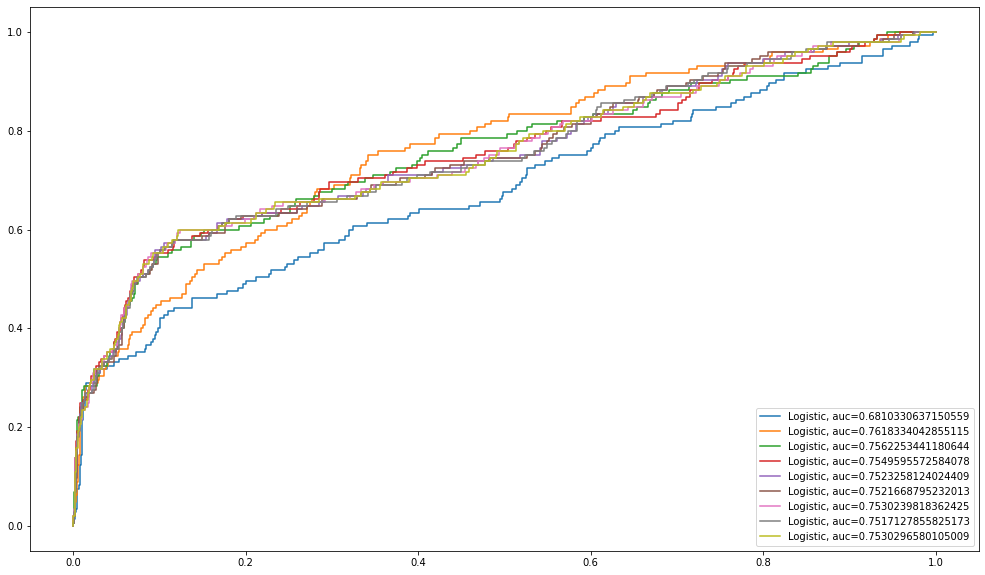 1.0
0.8
0.6
0.4
0.2
0.0
0.0 0.2 0.4 0.6 0.8 1.0
Logistic, auc=0.6810330637150559
Logistic, auc=0.7618334042855115
Logistic, auc=0.7562253441180644
Logistic, auc=0.7549595572584078
Logistic, auc=0.7523258124024409
Logistic, auc=0.7521668795232013
Logistic, auc=0.7530239818362425
Logistic, auc=0.7517127855825173
Logistic, auc=0.7530296580105009